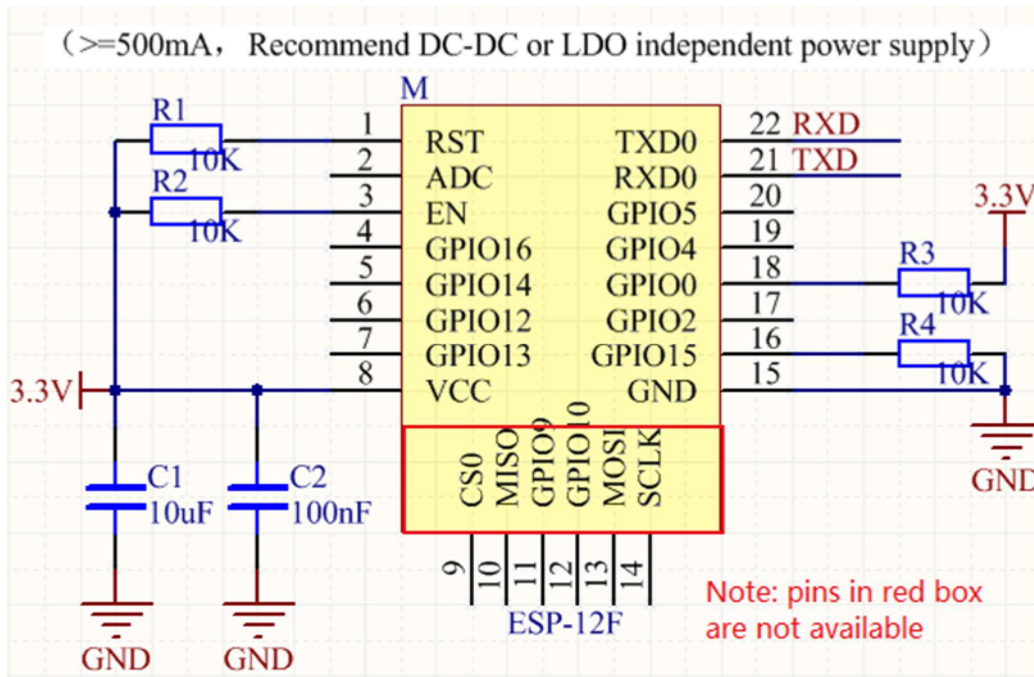 （>=500mA， Recommend DC-DC or LDO independent power supply）
M
R1
10K
R2
10K
1
2
3
4
5
6
7
8
RST
ADC
EN
GPIO16
GPIO14
GPIO12
GPIO13
VCC
TXD0
RXD0
GPIO5
GPIO4
GPIO0
GPIO2
GPIO15
GND
22 RXD
21 TXD
20
19
18
17
16
15
3.3V
R3
10K
R4
10K
GND
3.3V
C1
10uF
C2
100nF
GND
GND
CS0
MISO
GPIO9
GPIO10
MOSI
SCLK
9
10
11
12
13
14
ESP-12F
Note: pins in red box
are not available